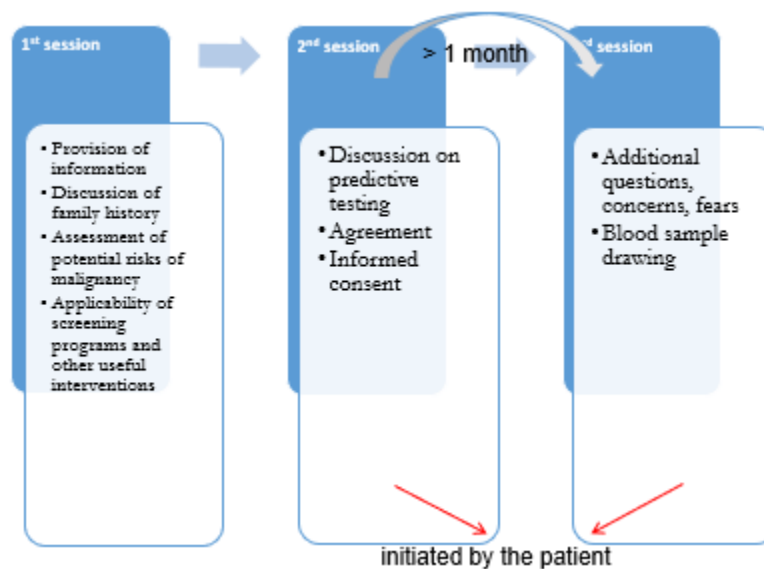 1st session
• Provision of
information
• Discussion of
family history
• Assessment of
potential risks of
malignancy
• Applicability of
screening
programs and
other useful
interventions
2nd session
> 1 month
• Discussion on
predictive
testing
• Agreement
• Informed
consent
d session
• Additional
questions,
concerns, fears
• Blood sample
drawing
initiated by the patient